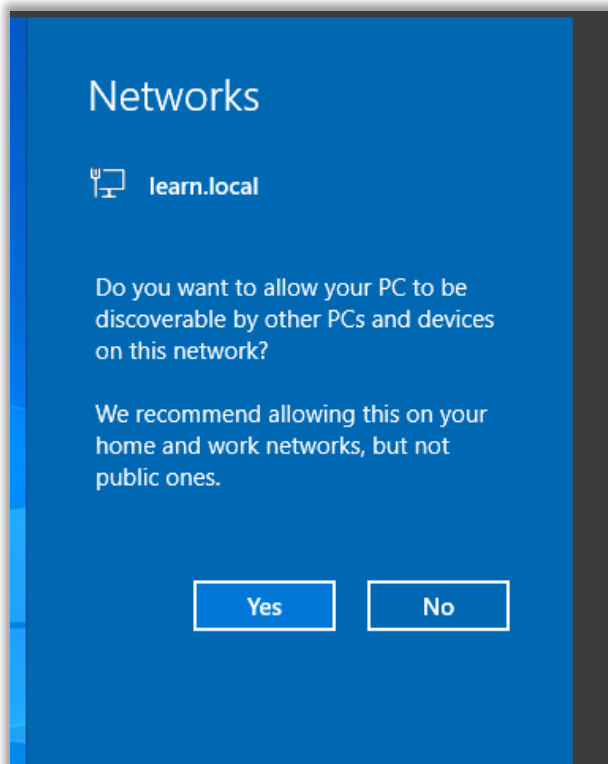 Networks
learn.local
Do you want to allow your PC to be
discoverable by other PCs and devices
on this network?
We recommend allowing this on your
home and work networks, but not
public ones.
Yes
No